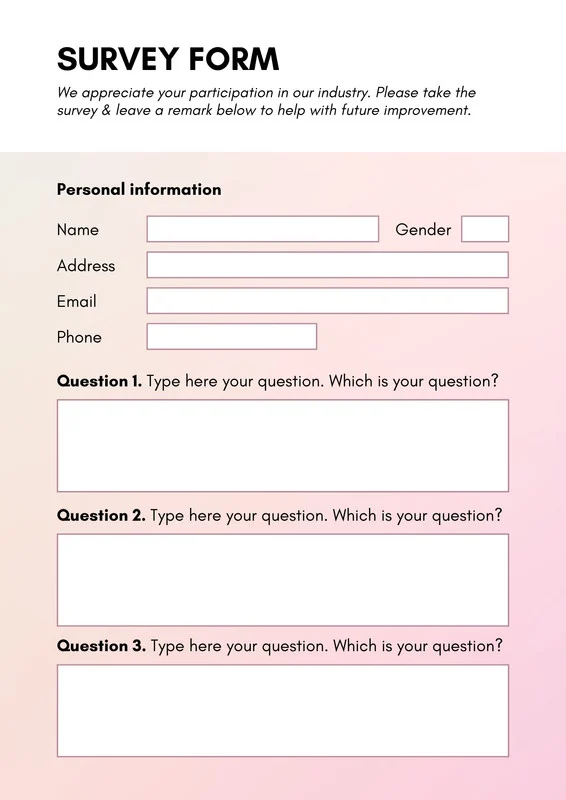 SURVEY FORM
We appreciate your participation in our industry. Please take the
survey & leave a remark below to help with future improvement.
Personal information
Name
Gender
Address
Email
Phone
Question 1. Type here your question. Which is your question?
Question 2. Type here your question. Which is your question?
Question 3. Type here your question. Which is your question?